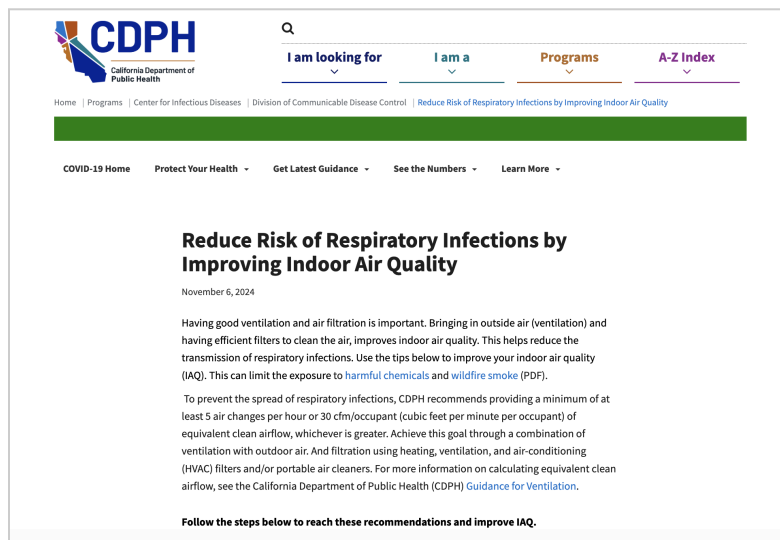 CDPH
California Department of
Public Health
I am looking for
I am a
Programs
A-Z Index
Home | Programs | Center for Infectious Diseases | Division of Communicable Disease Control | Reduce Risk of Respiratory Infections by Improving Indoor Air Quality
COVID-19 Home Protect Your Health Get Latest Guidance See the Numbers Learn More
Reduce Risk of Respiratory Infections by
Improving Indoor Air Quality
November 6, 2024
Having good ventilation and air filtration is important. Bringing in outside air (ventilation) and
having efficient filters to clean the air, improves indoor air quality. This helps reduce the
transmission of respiratory infections. Use the tips below to improve your indoor air quality
(IAQ). This can limit the exposure to harmful chemicals and wildfire smoke (PDF).
To prevent the spread of respiratory infections, CDPH recommends providing a minimum of at
least 5 air changes per hour or 30 cfm/occupant (cubic feet per minute per occupant) of
equivalent clean airflow, whichever is greater. Achieve this goal through a combination of
ventilation with outdoor air. And filtration using heating, ventilation, and air-conditioning
(HVAC) filters and/or portable air cleaners. For more information on calculating equivalent clean
airflow, see the California Department of Public Health (CDPH) Guidance for Ventilation.
Follow the steps below to reach these recommendations and improve IAQ.